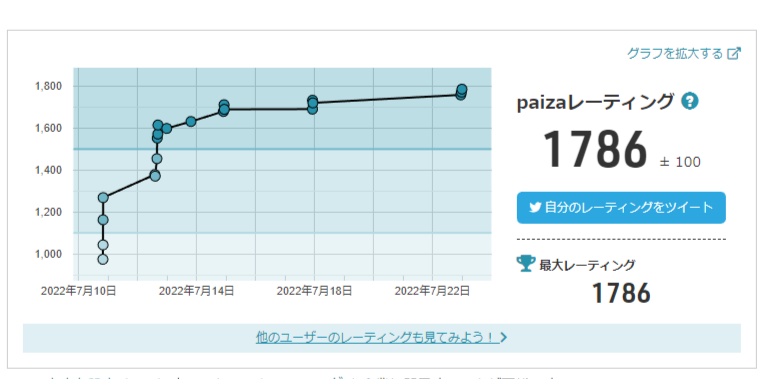 グラフを拡大する
1,800
1,600
1,400
1,200
1,000
2022年7月10日
2022年7月14日
2022年7月18日
2022年7月22日
paizaレーティング ?
1786 ± 100
自分のレーティングをツイート
最大レーティング
1786
他のユーザーのレーティングも見てみよう！